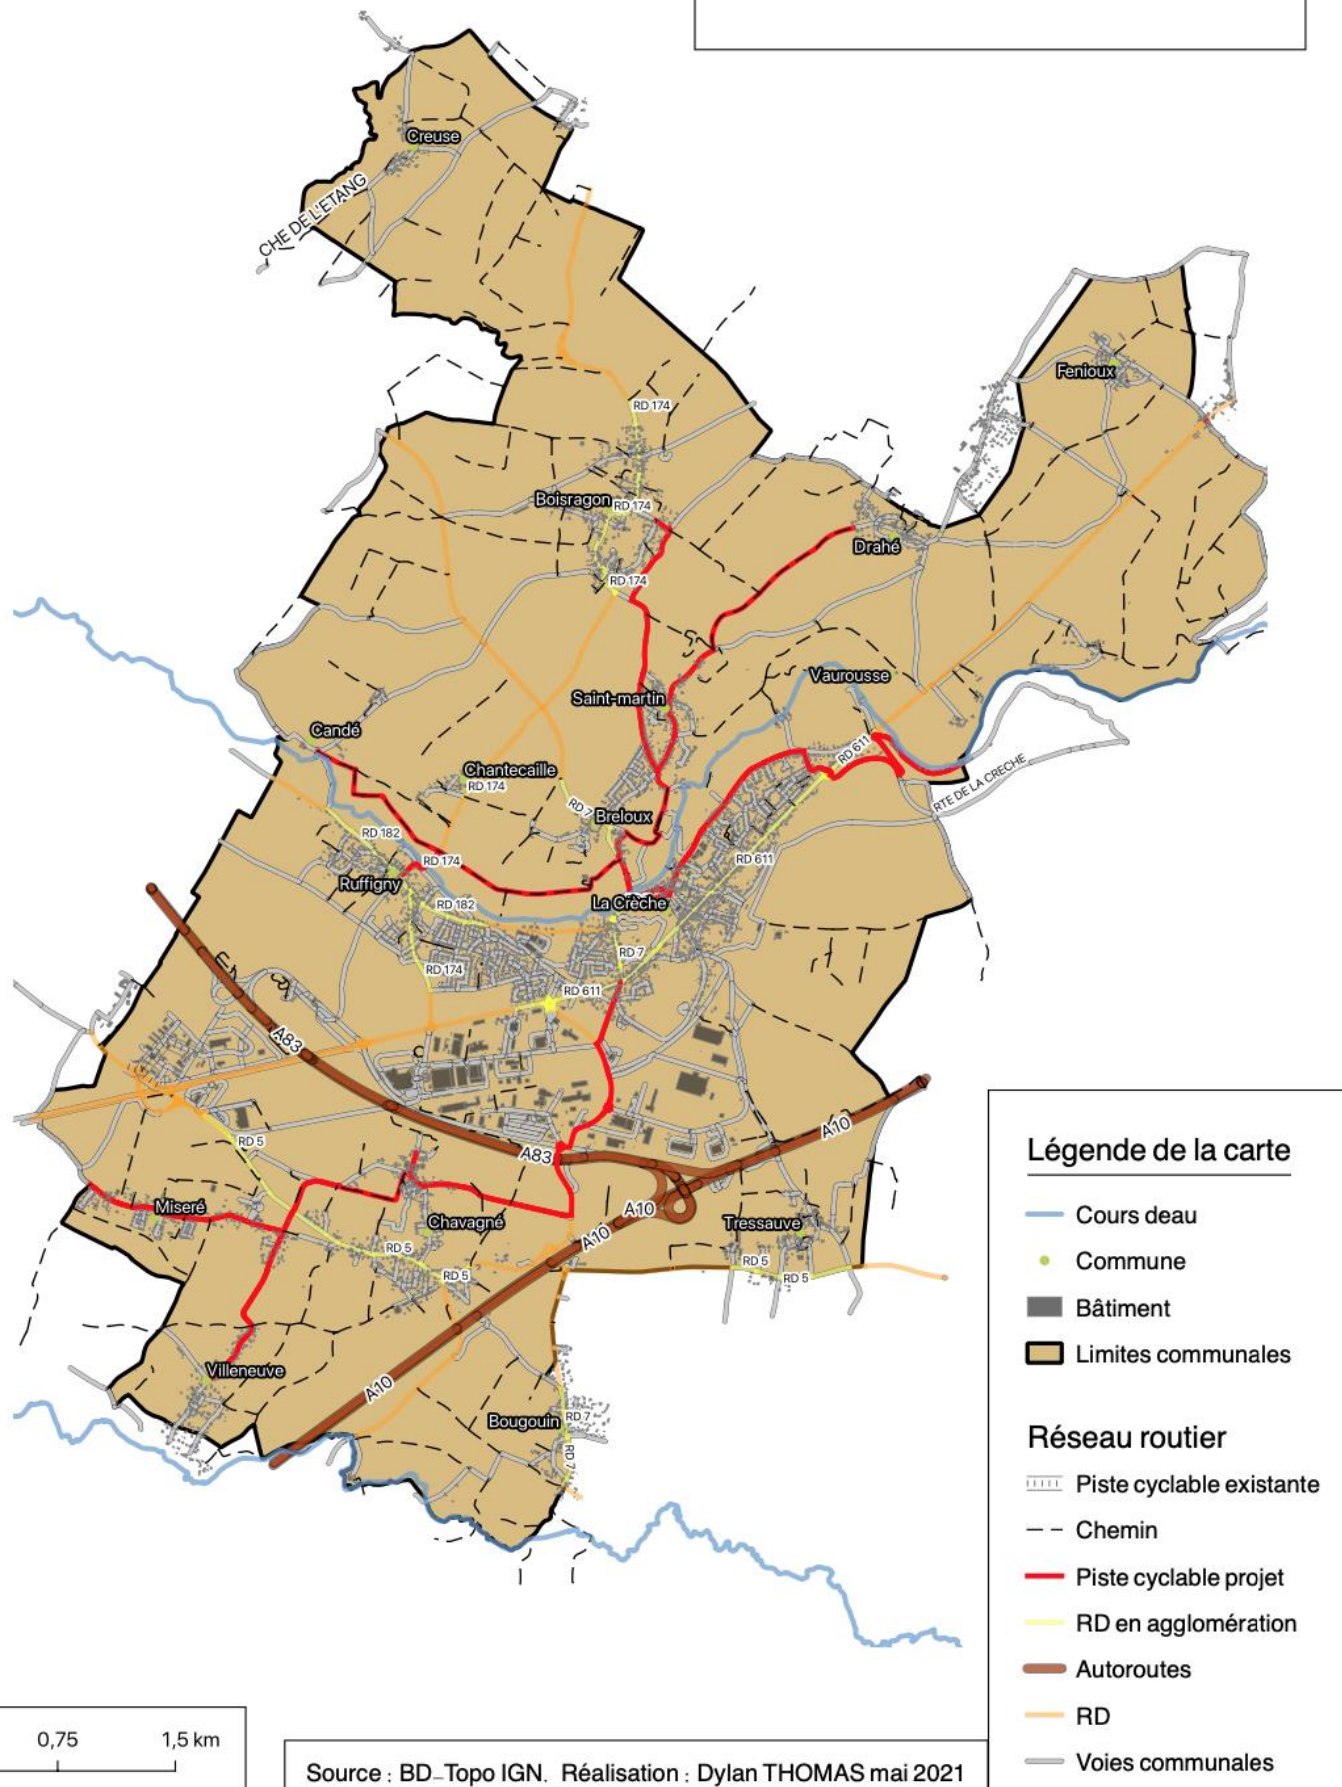 Creuse
CHE DE L'ETANG
Fenioux
RD 174
Boisragon
RD 174
Drahé
RD 174
Vaurousse
Saint-martin
Candé
RD 611
Chantecaille
RD 174
RTE DE LA CRECHE
RD 7
Breloux
RD 182
RD 174
RD 611
Ruffigny
RD 182
La Crèche
RD 7
RD 174
RD 611
A83
A10
RD 5
A83
Miseré
A10
Chavagné
Tressauve
A10
RD 5
RD 5
RD 5
RD 5
Villeneuve
A10
Bougouin
RD 7
RD 7
Légende de la carte
Cours deau
Commune
Bâtiment
Limites communales
Réseau routier
Piste cyclable existante
Chemin
Piste cyclable projet
RD en agglomération
Autoroutes
RD
Voies communales
0,75 1,5 km
Source : BD_Topo IGN. Réalisation : Dylan THOMAS mai 2021